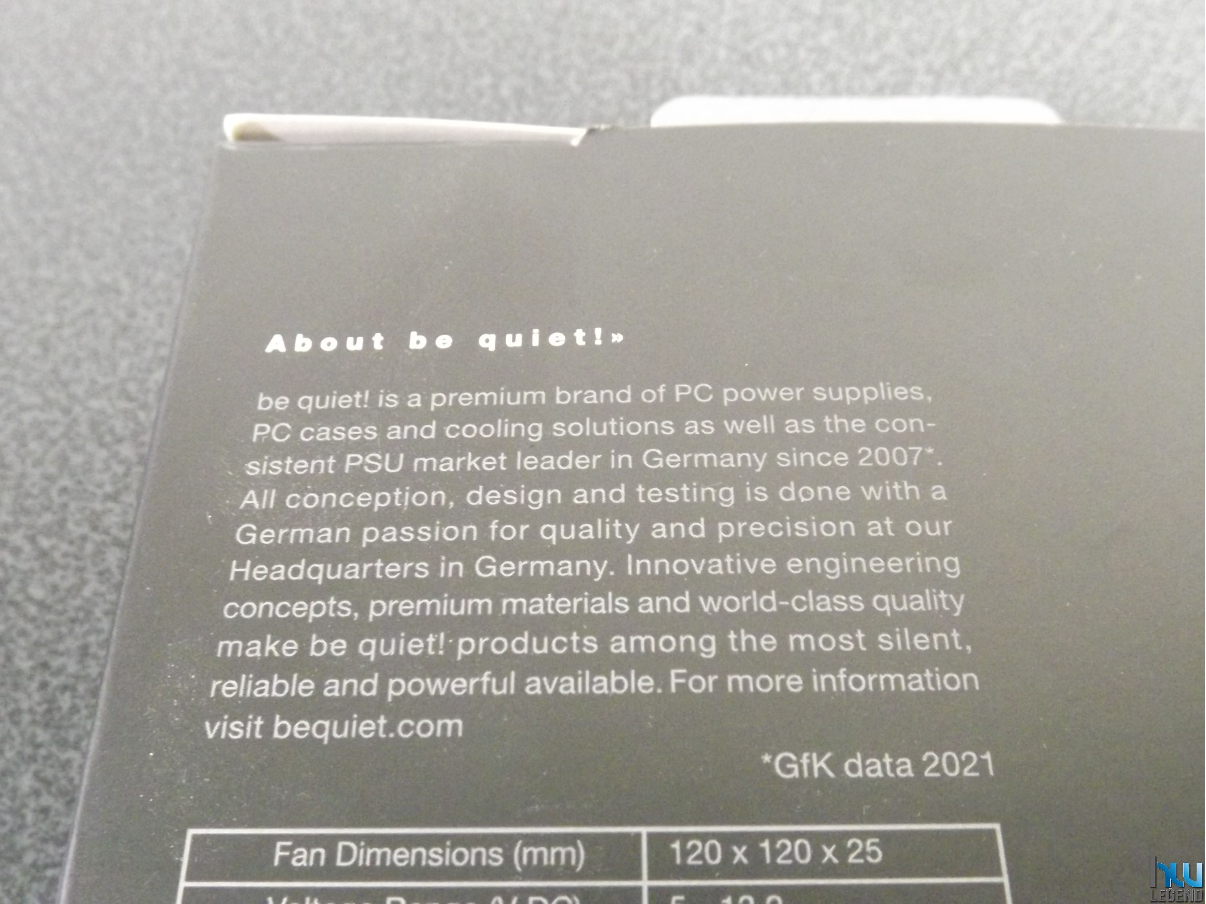 About be quiet!»
be quiet! is a premium brand of PC power supplies,
PC cases and cooling solutions as well as the con-
sistent PSU market leader in Germany since 2007*.
All conception, design and testing is done with a
German passion for quality and precision at our
Headquarters in Germany. Innovative engineering
concepts, premium materials and world-class quality
make be quiet! products among the most silent,
reliable and powerful available. For more information
visit bequiet.com
*GfK data 2021
Fan Dimensions (mm) 120 x 120 x 25
Voltage Range (V DC)
LEGEND